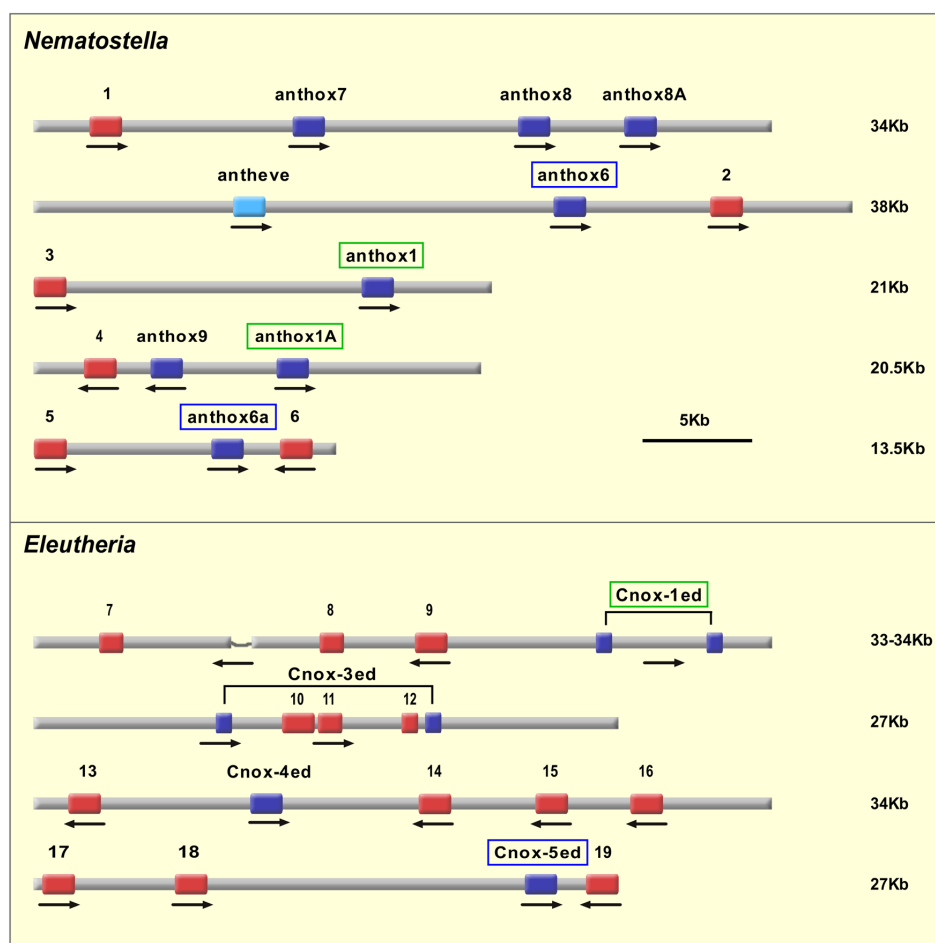 Nematostella
1 anthox7 anthox8 anthox8A
34Kb
antheve anthox6 2
38Kb
3 anthox1
21Kb
4 anthox9 anthox1A
20.5Kb
5 anthox6a 6
5Kb
13.5Kb
Eleutheria
7 8 9 Cnox-1ed
33-34Kb
Cnox-3ed
10 11 12
27Kb
13 Cnox-4ed 14 15 16
34Kb
17 18 Cnox-5ed 19
27Kb